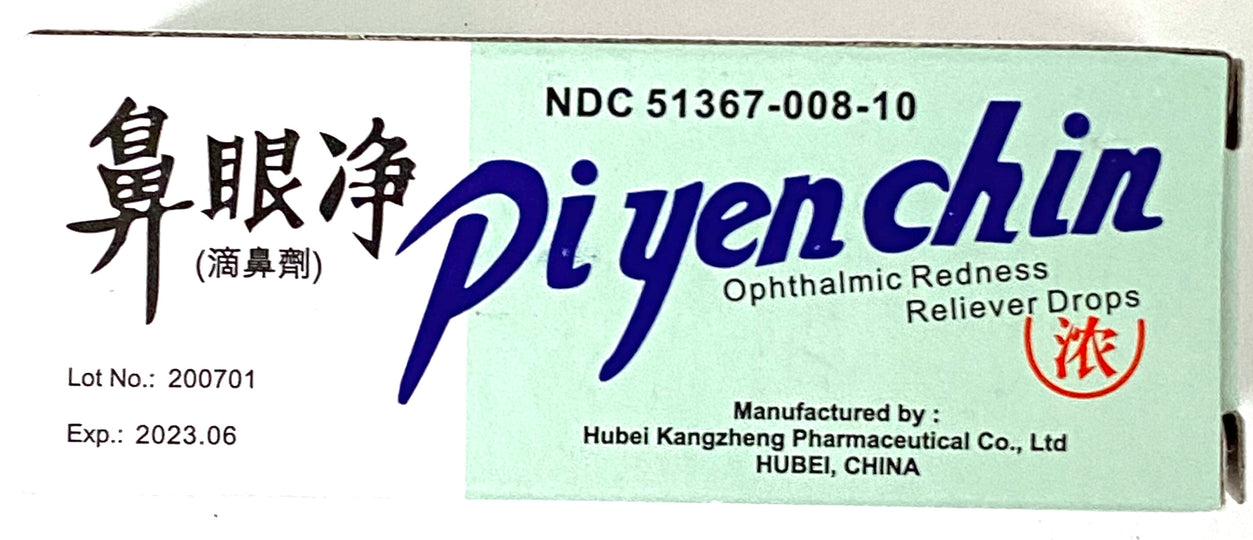 鼻眼净
(滴鼻劑)
Lot No.: 200701
Exp.: 2023.06
NDC 51367-008-10
Pi yen chin
Ophthalmic Redness
Reliever Drops
浓
Manufactured by :
Hubei Kangzheng Pharmaceutical Co., Ltd
HUBEI, CHINA